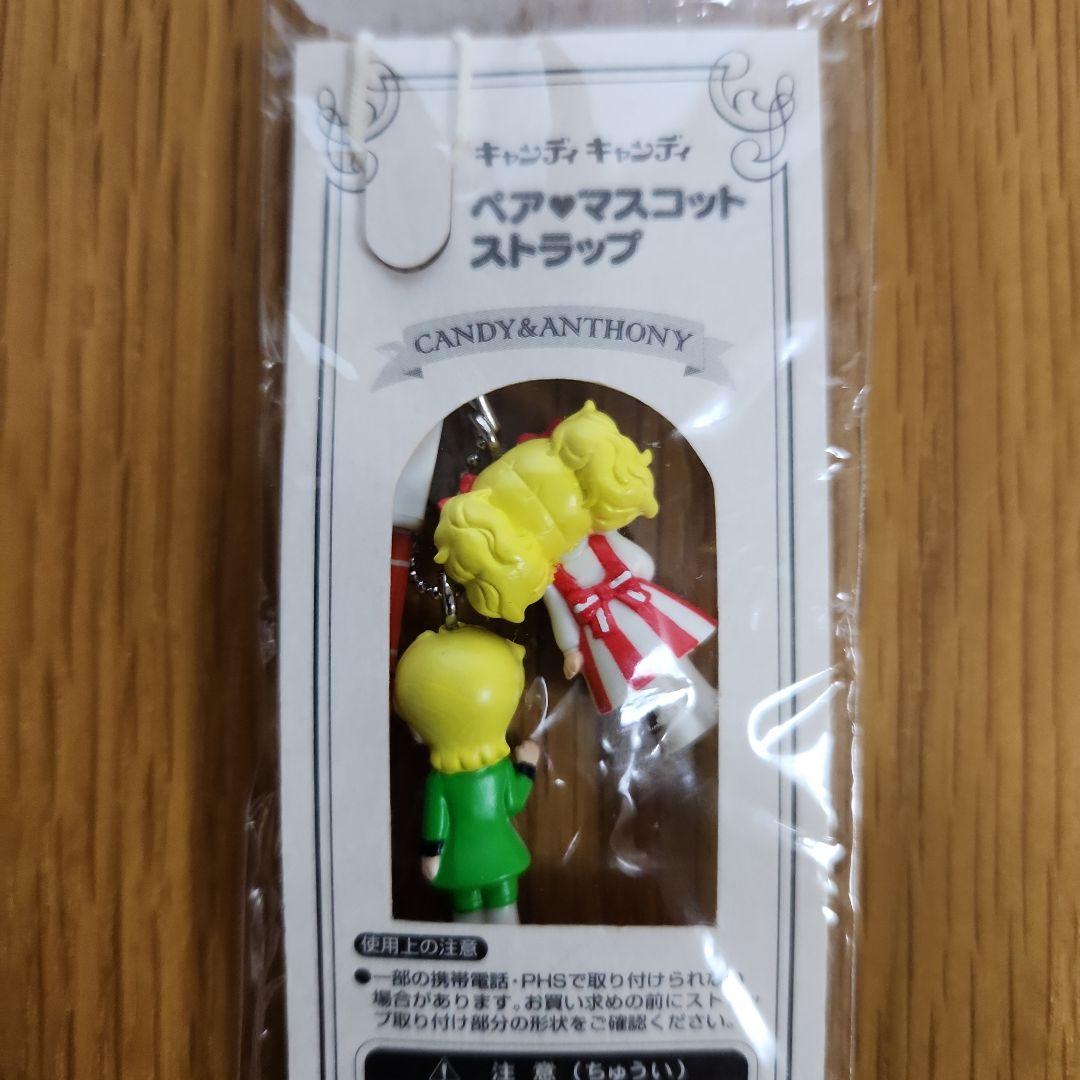 キャンディ キャンディ
ペア♥マスコット
ストラップ
CANDY&ANTHONY
使用上の注意
●一部の携帯電話・PHSで取り付けられない
場合があります。お買い求めの前にストラッ
プ取り付け部分の形状をご確認ください。
注意(ちゅうい)